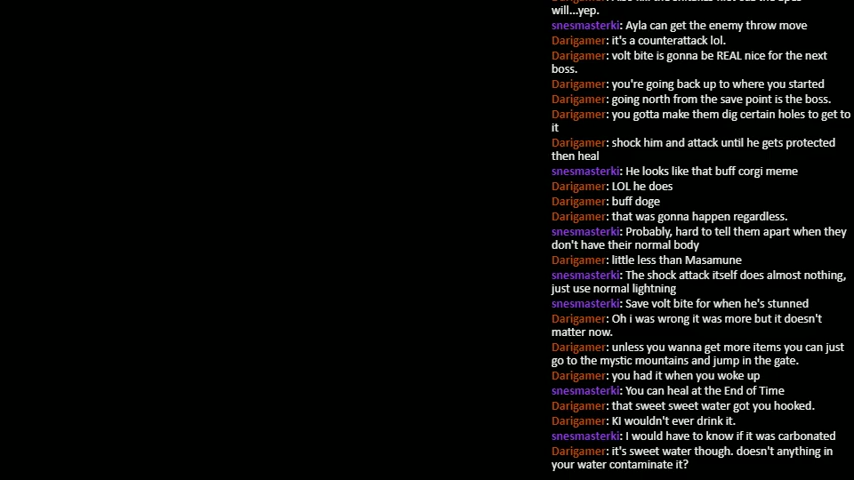 will...yep.
snesmasterki: Ayla can get the enemy throw move
Darigamer: it's a counterattack lol.
Darigamer: volt bite is gonna be REAL nice for the next
boss.
Darigamer: you're going back up to where you started
Darigamer: going north from the save point is the boss.
Darigamer: you gotta make them dig certain holes to get to
it
Darigamer: shock him and attack until he gets protected
then heal
snesmasterki: He looks like that buff corgi meme
Darigamer: LOL he does
Darigamer: buff doge
Darigamer: that was gonna happen regardless.
snesmasterki: Probably, hard to tell them apart when they
don't have their normal body
Darigamer: little less than Masamune
snesmasterki: The shock attack itself does almost nothing,
just use normal lightning
snesmasterki: Save volt bite for when he's stunned
Darigamer: Oh i was wrong it was more but it doesn't
matter now.
Darigamer: unless you wanna get more items you can just
go to the mystic mountains and jump in the gate.
Darigamer: you had it when you woke up
snesmasterki: You can heal at the End of Time
Darigamer: that sweet sweet water got you hooked.
Darigamer: KI wouldn't ever drink it.
snesmasterki: I would have to know if it was carbonated
Darigamer: it's sweet water though. doesn't anything in
your water contaminate it?